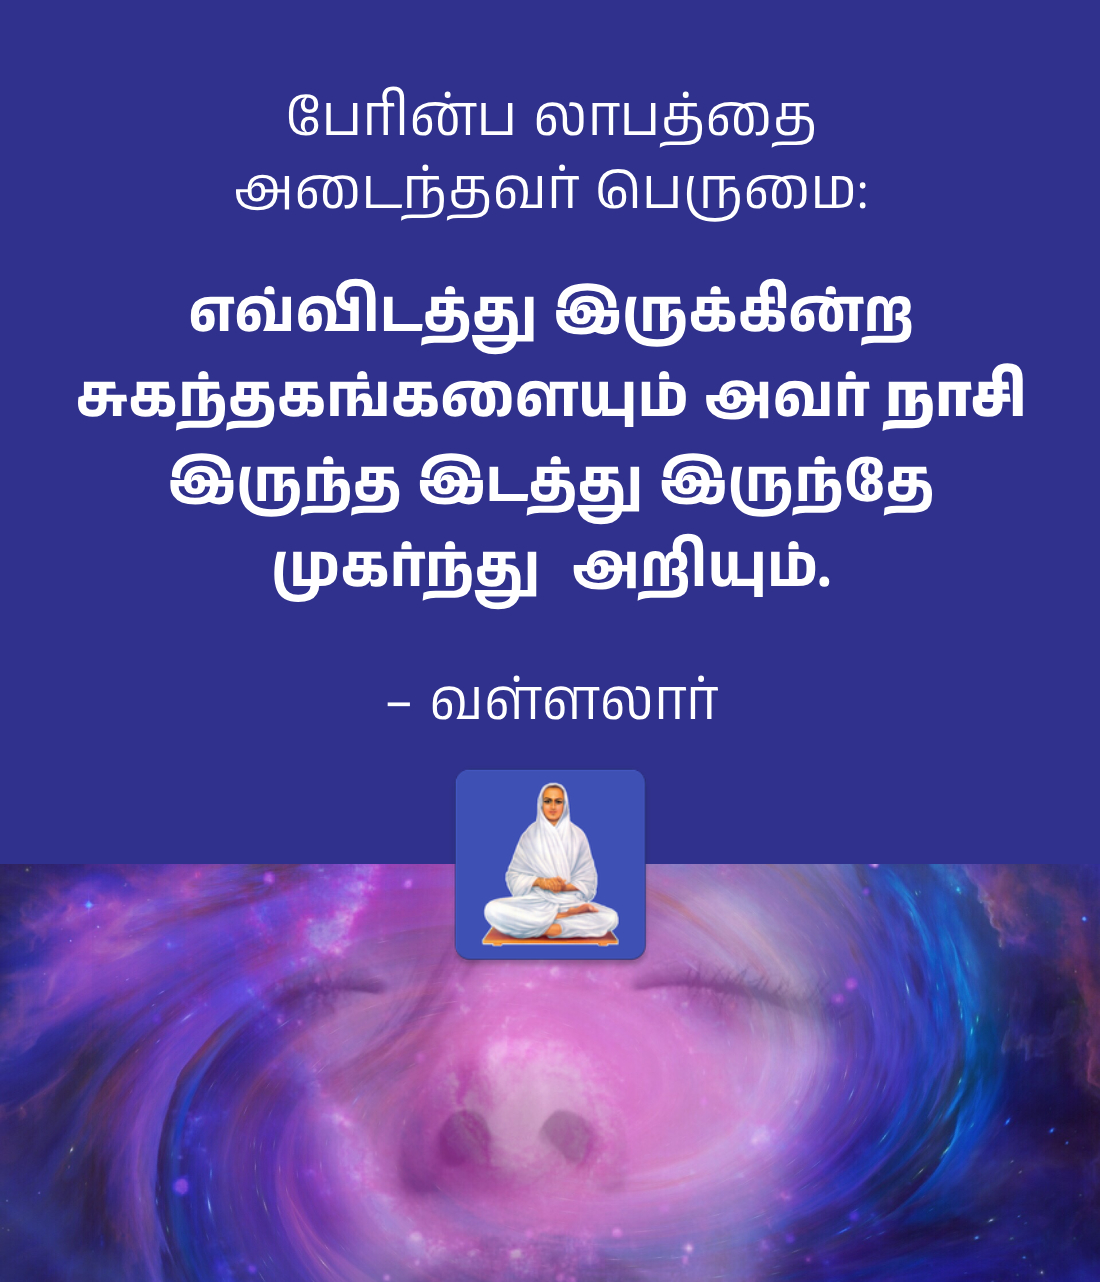 பேரின்ப லாபத்தை
அடைந்தவர் பெருமை:
எவ்விடத்து இருக்கின்ற
சுகந்தகங்களையும் அவர் நாசி
இருந்த இடத்து இருந்தே
முகர்ந்து அறியும்.
– வள்ளலார்